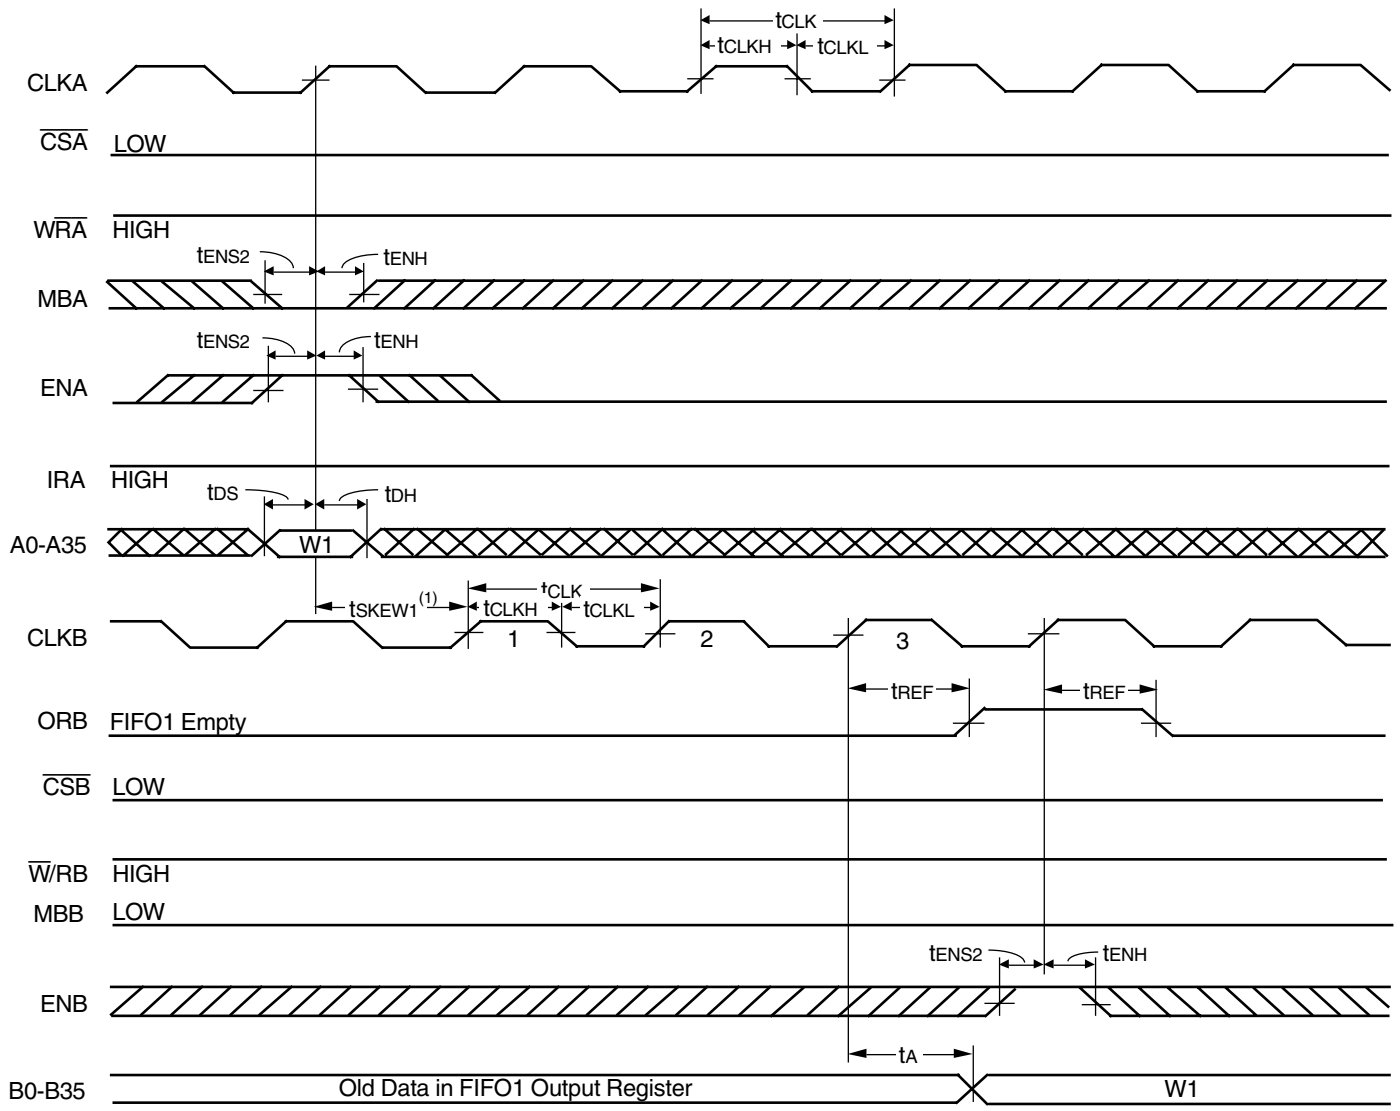 tCLK
tCLKH tCLKL
CLKA
CSA LOW
WRA HIGH
tENS2 tENH
MBA
tENS2 tENH
ENA
IRA HIGH
tDS tDH
A0-A35 W1
tCLK
tSKEW1(1) tCLKH tCLKL
CLKB 1 2 3
tREF tREF
ORB FIFO1 Empty
CSB LOW
W/RB HIGH
MBB LOW
tENS2 tENH
ENB
tA
B0-B35 Old Data in FIFO1 Output Register W1